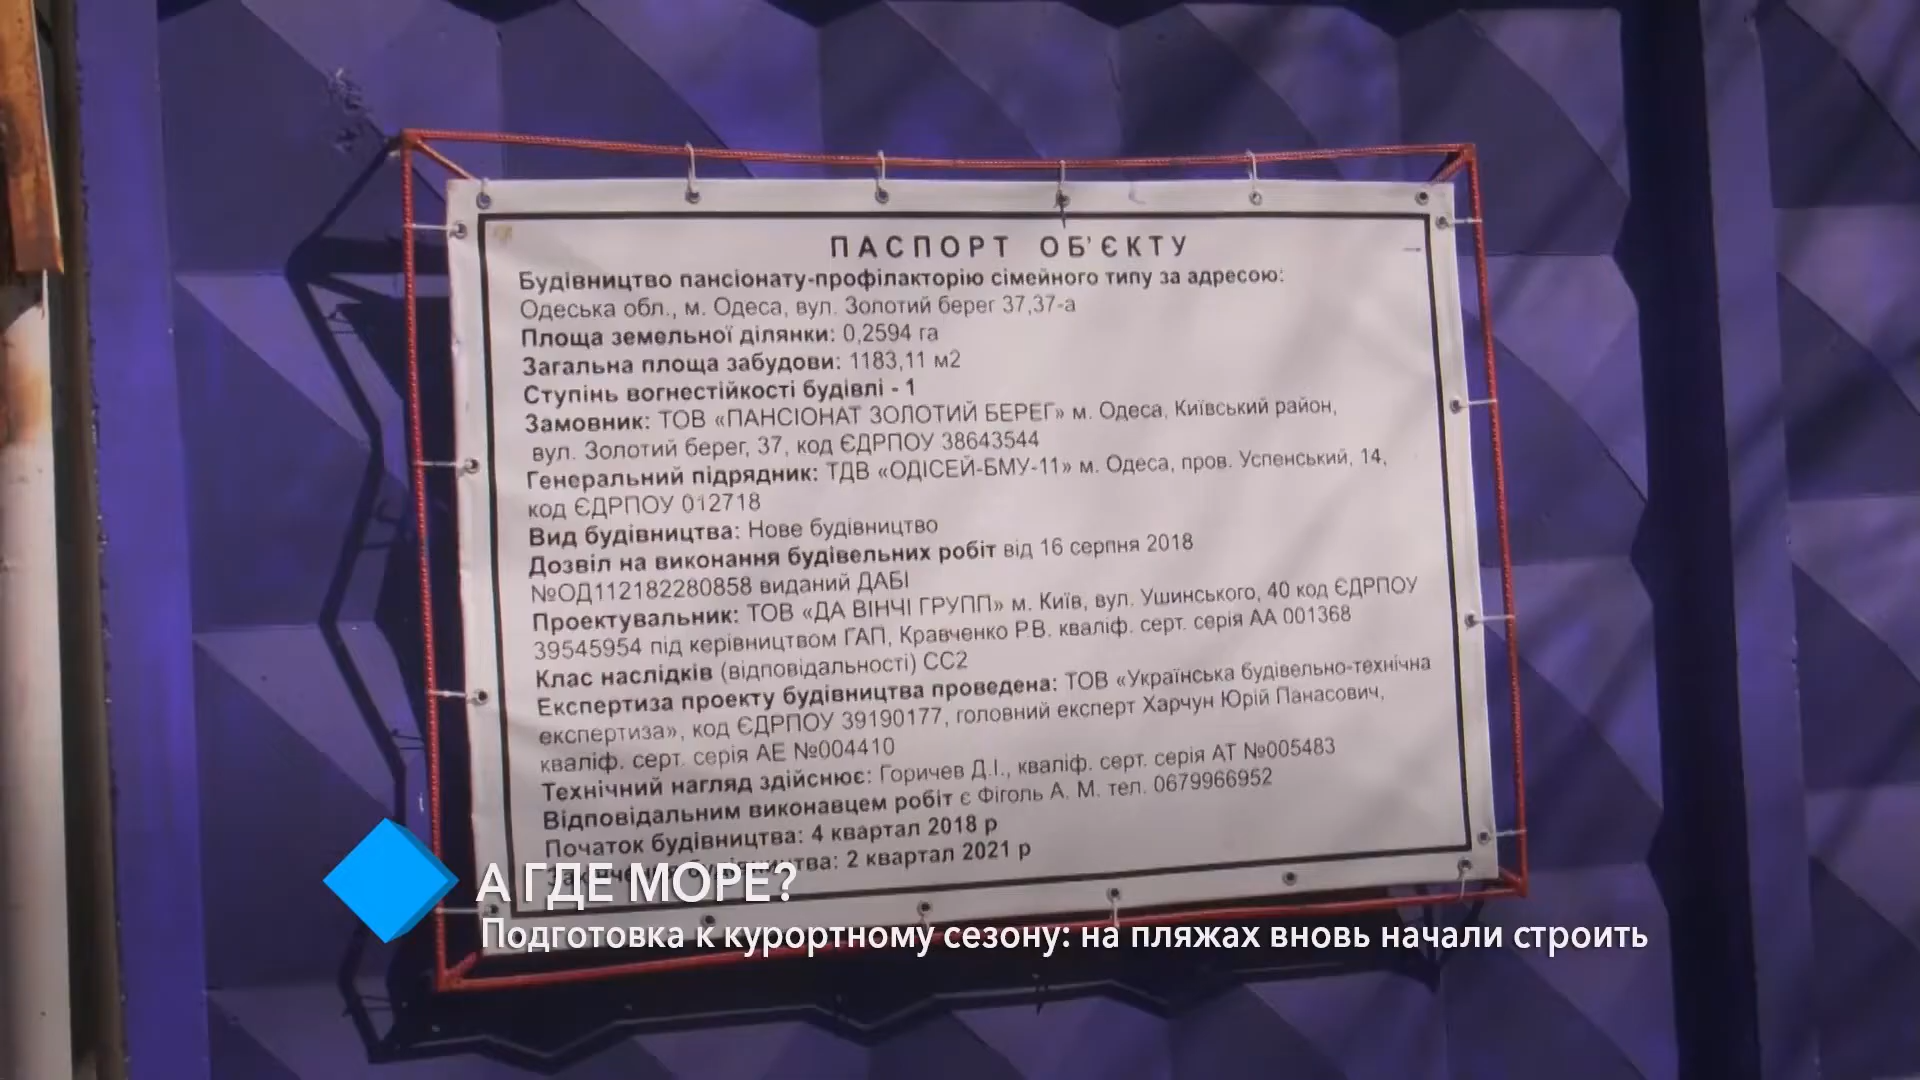 ПАСПОРТ ОБ'ЄКТУ
Будівництво пансіонату-профілакторію сімейного типу за адресою:
Одеська обл., м. Одеса, вул. Золотий берег 37,37-а
Площа земельної ділянки: 0,2594 га
Загальна площа забудови: 1183,11 м2
Ступінь вогнестійкості будівлі - 1
Замовник: ТОВ «ПАНСІОНАТ ЗОЛОТИЙ БЕРЕГ» м. Одеса, Київський район,
вул. Золотий берег, 37, код ЄДРПОУ 38643544
Генеральний підрядник: ТДВ «ОДІСЕЙ-БМУ-11» м. Одеса, пров. Успенський, 14,
код ЄДРПОУ 012718
Вид будівництва: Нове будівництво
Дозвіл на виконання будівельних робіт від 16 серпня 2018
№ОД112182280858 виданий ДАБІ
Проектувальник: ТОВ «ДА ВІНЧІ ГРУПП» м. Київ, вул. Ушинського, 40 код ЄДРПОУ
39545954 під керівництвом ГАП, Кравченко Р.В. кваліф. серт. серія АА 001368
Клас наслідків (відповідальності) СС2
Експертиза проекту будівництва проведена: ТОВ «Українська будівельно-технічна
експертиза», код ЄДРПОУ 39190177, головний експерт Харчун Юрій Панасович,
кваліф. серт. серія АЕ №004410
Технічний нагляд здійснює: Горичев Д.І., кваліф. серт. серія АТ №005483
Відповідальним виконавцем робіт є Фіголь А. М. тел. 0679966952
Початок будівництва: 4 квартал 2018 р
будівництва: 2 квартал 2021 р
А ГДЕ МОРЕ?
Подготовка к курортному сезону: на пляжах вновь начали строить